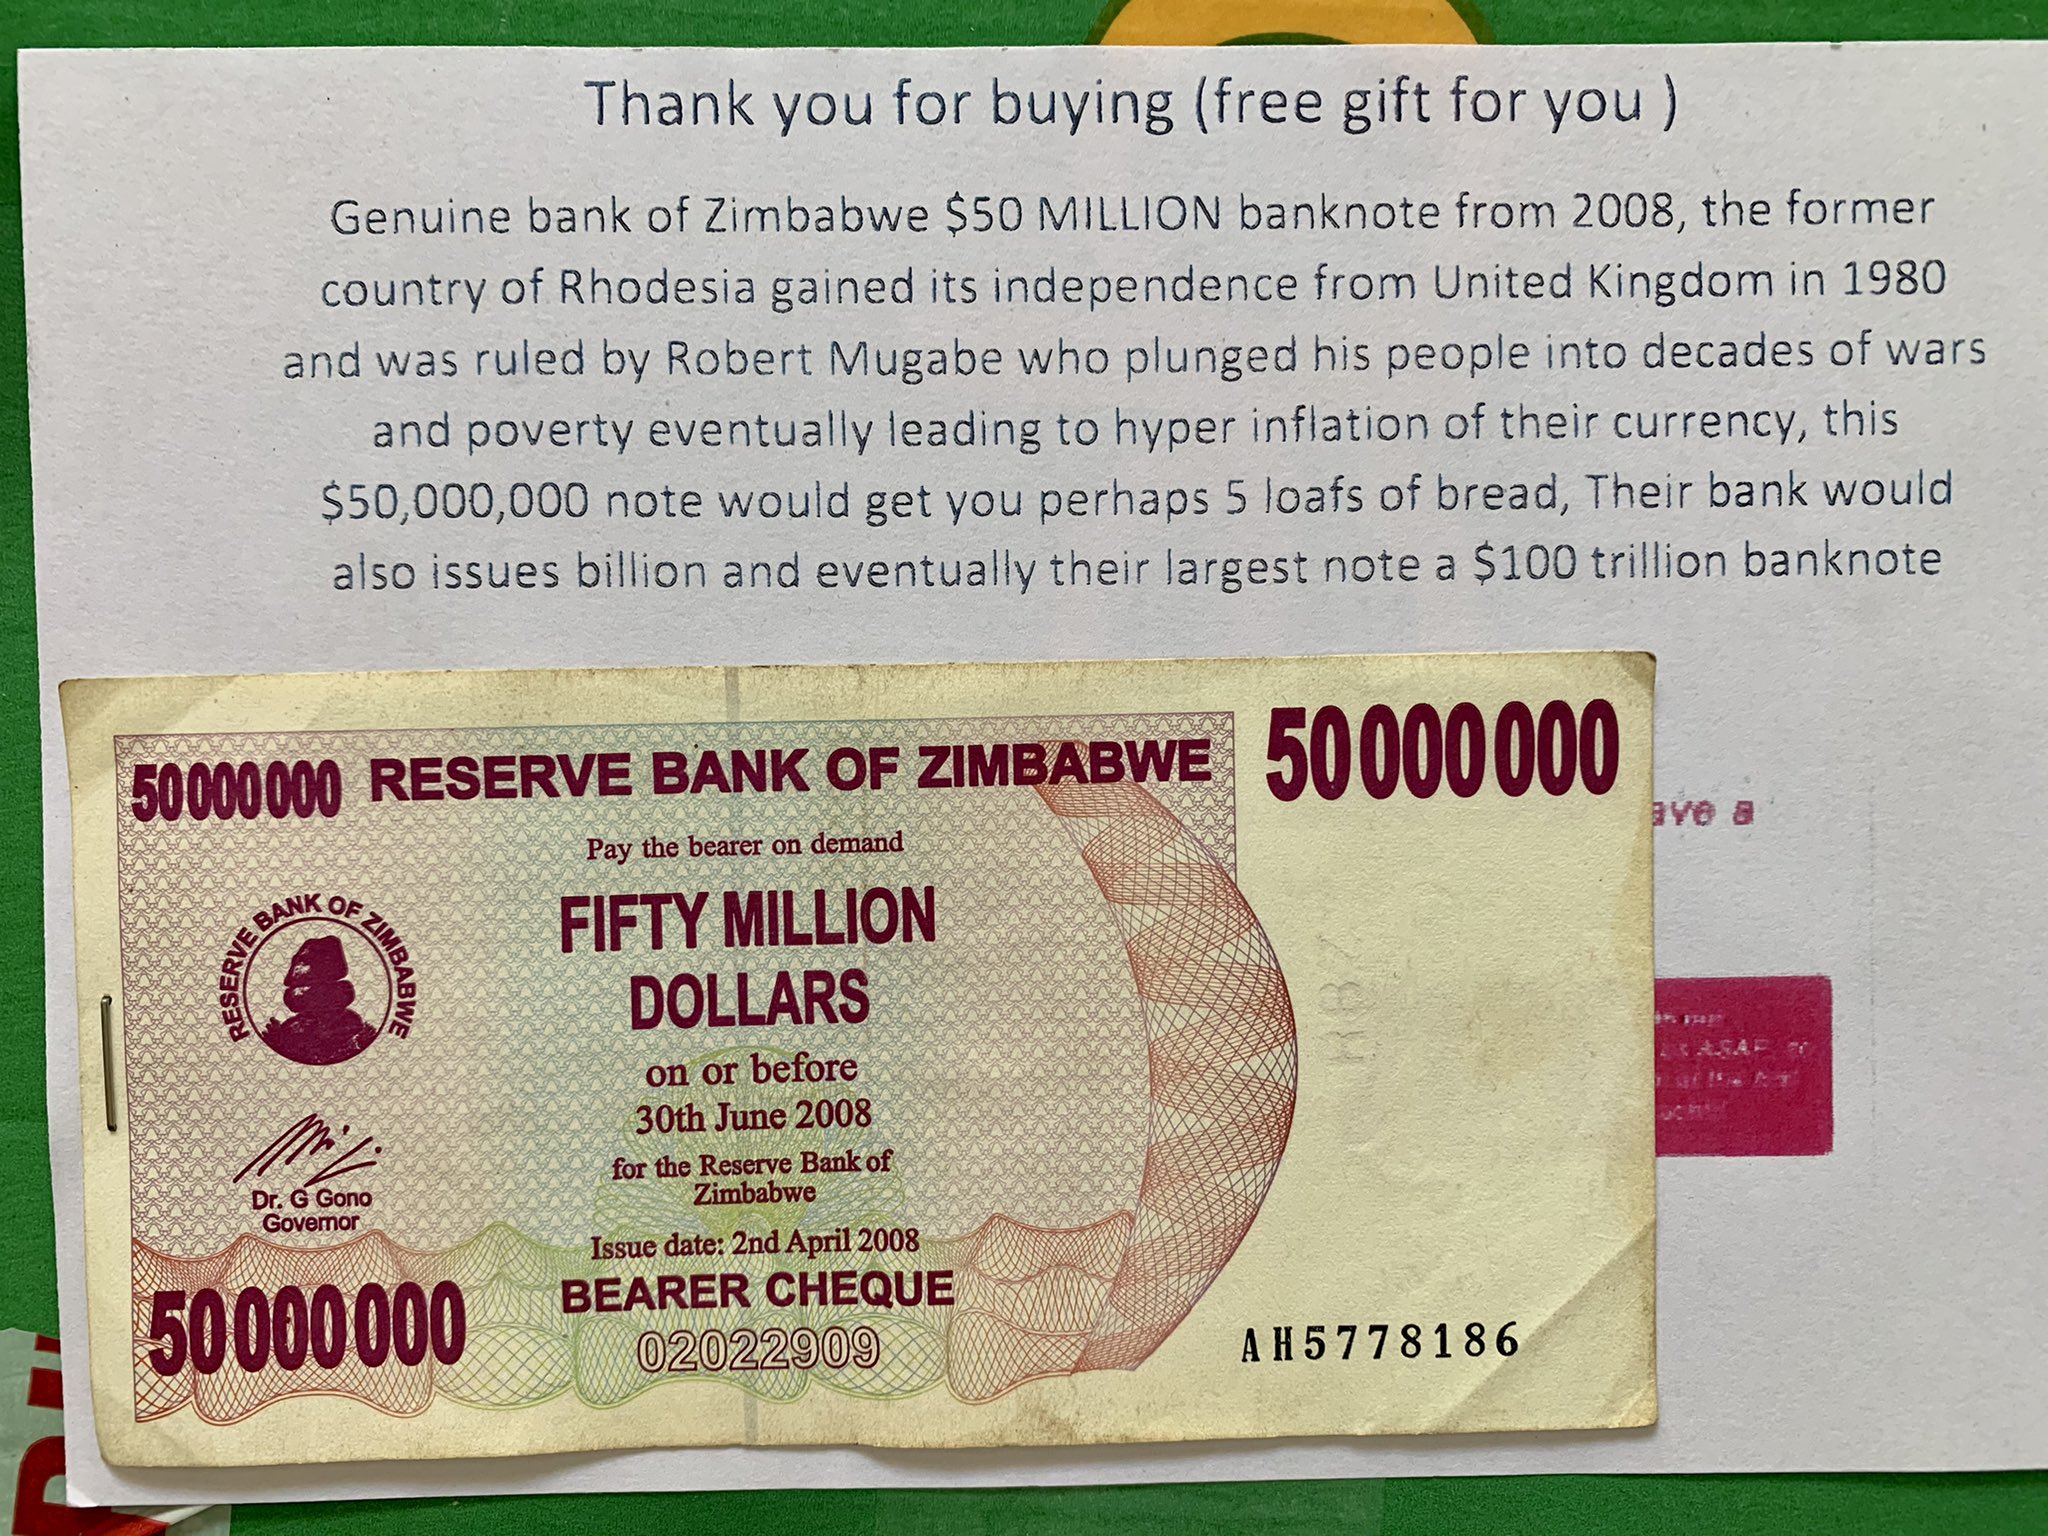 Thank you for buying (free gift for you )
Genuine bank of Zimbabwe $50 MILLION banknote from 2008, the former
country of Rhodesia gained its independence from United Kingdom in 1980
and was ruled by Robert Mugabe who plunged his people into decades of wars
and poverty eventually leading to hyper inflation of their currency, this
$50,000,000 note would get you perhaps 5 loafs of bread, Their bank would
also issues billion and eventually their largest note a $100 trillion banknote
50000000 RESERVE BANK OF ZIMBABWE 50000000
Pay the bearer on demand
FIFTY MILLION
DOLLARS
RESERVE BANK OF ZIMBABWE
on or before
30th June 2008
for the Reserve Bank of
Zimbabwe
Dr. G Gono
Governor
Issue date: 2nd April 2008
50000000
BEARER CHEQUE
02022909
AH5778186
a
ASAP